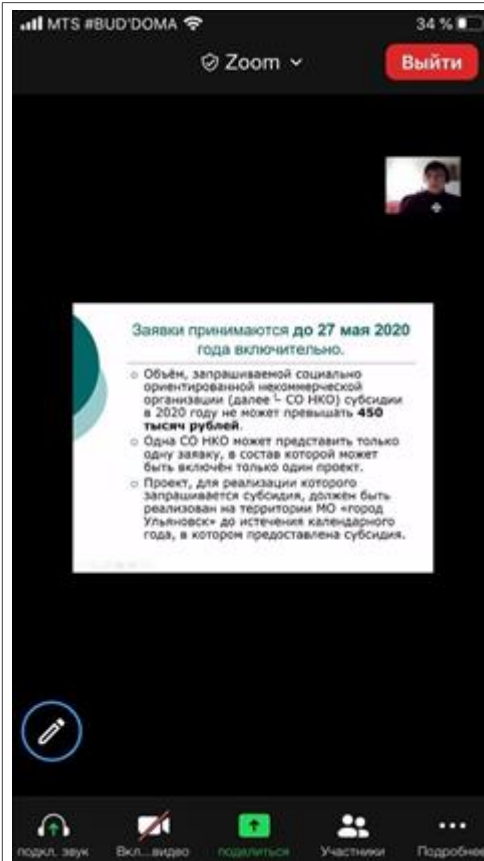 MTS #BUD'DOMA 34 %
Zoom
Выйти
Заявки принимаются до 27 мая 2020
года включительно.
Объём, запрашиваемой социально
ориентированной некоммерческой
организации (далее – СО НКО) субсидии
в 2020 году не может превышать 450
тысяч рублей.
Одна СО НКО может представить только
одну заявку, в состав которой может
быть включён только один проект.
Проект, для реализации которого
запрашивается субсидия, должен быть
реализован на территории МО «город
Ульяновск» до истечения календарного
года, в котором предоставлена субсидия.
подкл. звук Вкл...видео поделиться Участники Подробнее